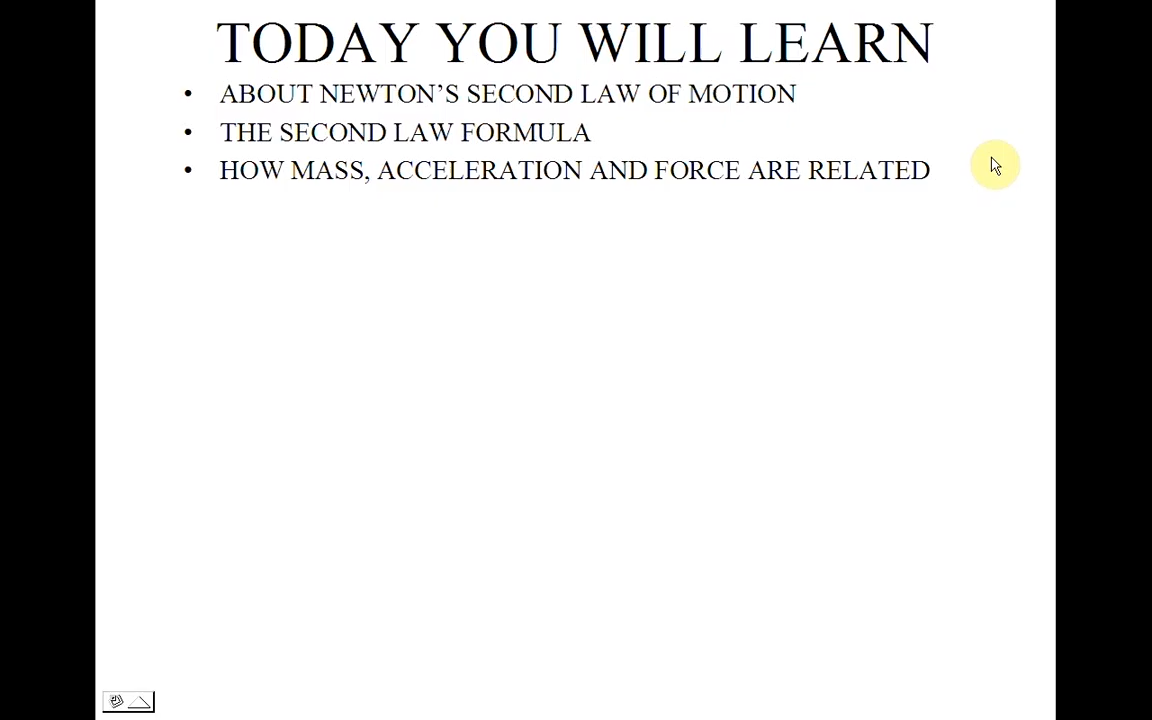 TODAY YOU WILL LEARN
• ABOUT NEWTON’S SECOND LAW OF MOTION
• THE SECOND LAW FORMULA
• HOW MASS, ACCELERATION AND FORCE ARE RELATED